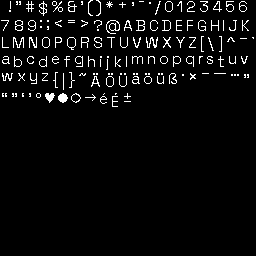 !"#$%&'()*+'-·/0123456
789:;<=>?@ABCDEFGHIJK
LMNOPQRSTUVWXYZ[\]^-`
abcdefghijklmnopqrstuv
wxyz{|}~ÄÖÜäöüß·×–—…"
“”‘’°♥●○→éÉ±